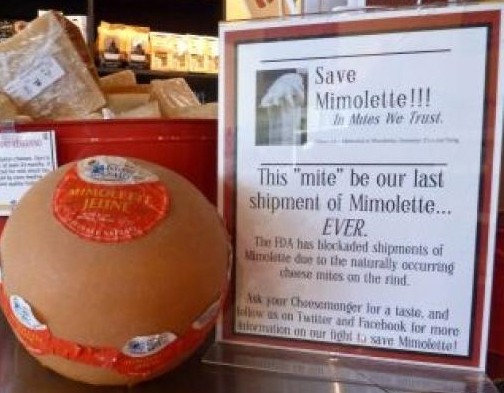 Save
Mimolette!!!
In Mites We Trust.
This "mite" be our last
shipment of Mimolette...
EVER.
The FDA has blockaded shipments of
Mimolette due to the naturally occurring
cheese mites on the rind.
Ask your Cheesemonger for a taste, and
follow us on Twitter and Facebook for more
information on our fight to save Mimolette!
MIMOLETTE
JEUNE